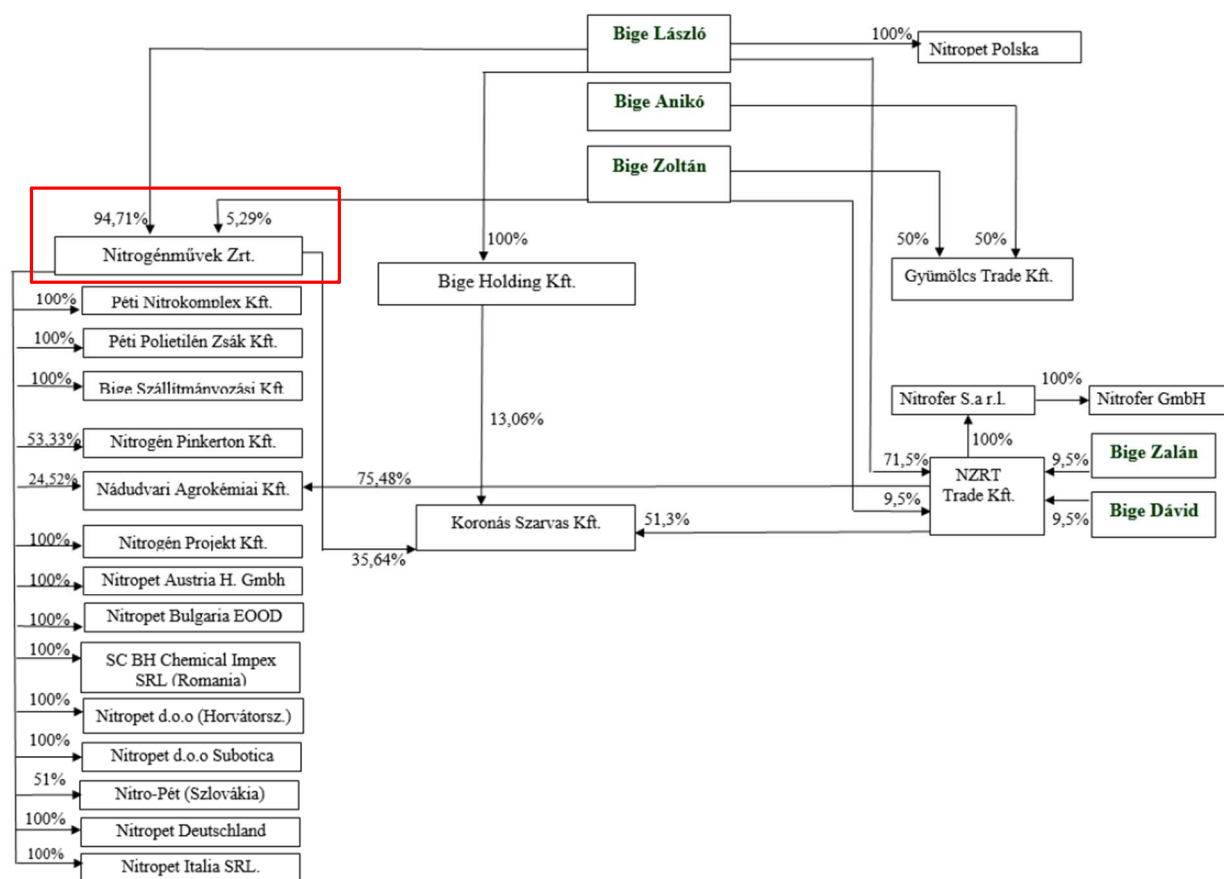 Bige László
100%
Nitropet Polska
Bige Anikó
Bige Zoltán
94,71%
5,29%
Nitrogénművek Zrt.
100%
Bige Holding Kft.
50%
50%
Gyümölcs Trade Kft.
100%
Péti Nitrokomplex Kft.
100%
Péti Polietilén Zsák Kft.
100%
Bige Szállítmányozási Kft
53,33%
Nitrogén Pinkerton Kft.
24,52%
Nádudvari Agrokémiai Kft.
75,48%
13,06%
Nitrofer S.a r.l.
100%
Nitrofer GmbH
100%
71,5%
NZRT
Trade Kft.
9,5%
Bige Zalán
9,5%
9,5%
Bige Dávid
Koronás Szarvas Kft.
51,3%
35,64%
100%
Nitrogén Projekt Kft.
100%
Nitropet Austria H. Gmbh
100%
Nitropet Bulgaria EOOD
100%
SC BH Chemical Impex
SRL (Romania)
100%
Nitropet d.o.o (Horvátorsz.)
100%
Nitropet d.o.o Subotica
51%
Nitro-Pét (Szlovákia)
100%
Nitropet Deutschland
100%
Nitropet Italia SRL.